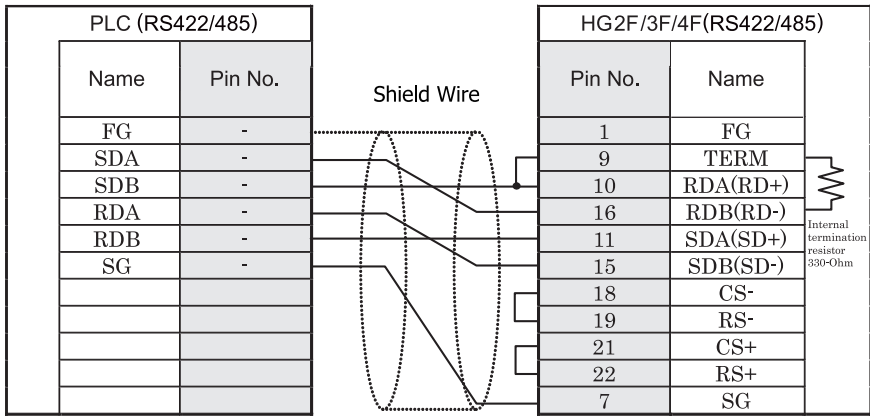 PLC (RS422/485)
HG2F/3F/4F(RS422/485)
Name Pin No.
Shield Wire
Pin No. Name
FG - 1 FG
SDA - 9 TERM
SDB - 10 RDA(RD+)
RDA - 16 RDB(RD-)
RDB - 11 SDA(SD+)
SG - 15 SDB(SD-)
18 CS-
19 RS-
21 CS+
22 RS+
7 SG
Internal
termination
resistor
330-Ohm